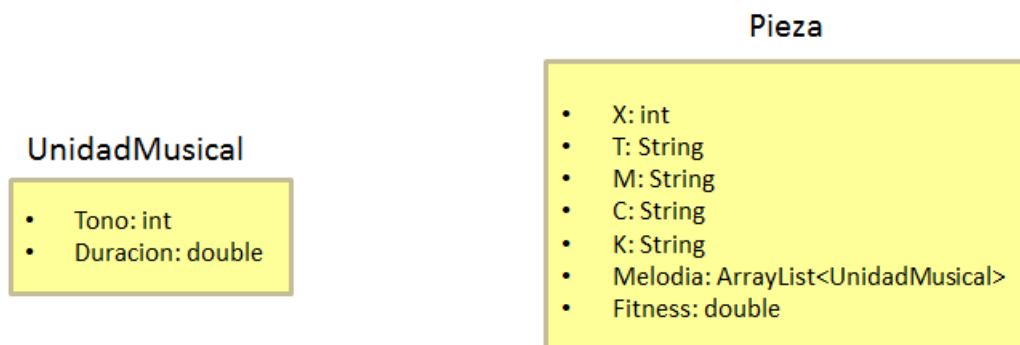 UnidadMusical
• Tono: int
• Duracion: double
Pieza
• X: int
• T: String
• M: String
• C: String
• K: String
• Melodia: ArrayList<UnidadMusical>
• Fitness: double